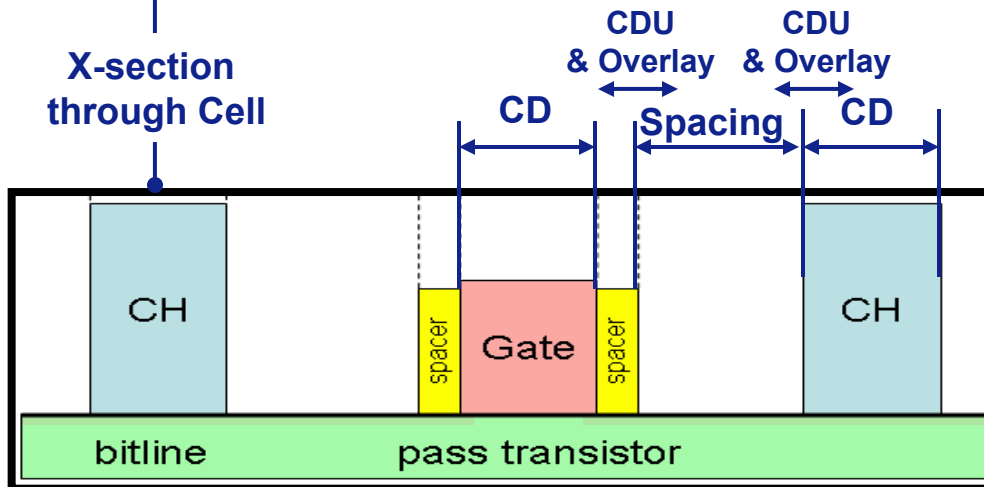 CDU
& Overlay
CDU
& Overlay
X-section
through Cell
CD
Spacing
CD
CH
spacer
Gate
spacer
CH
bitline
pass transistor